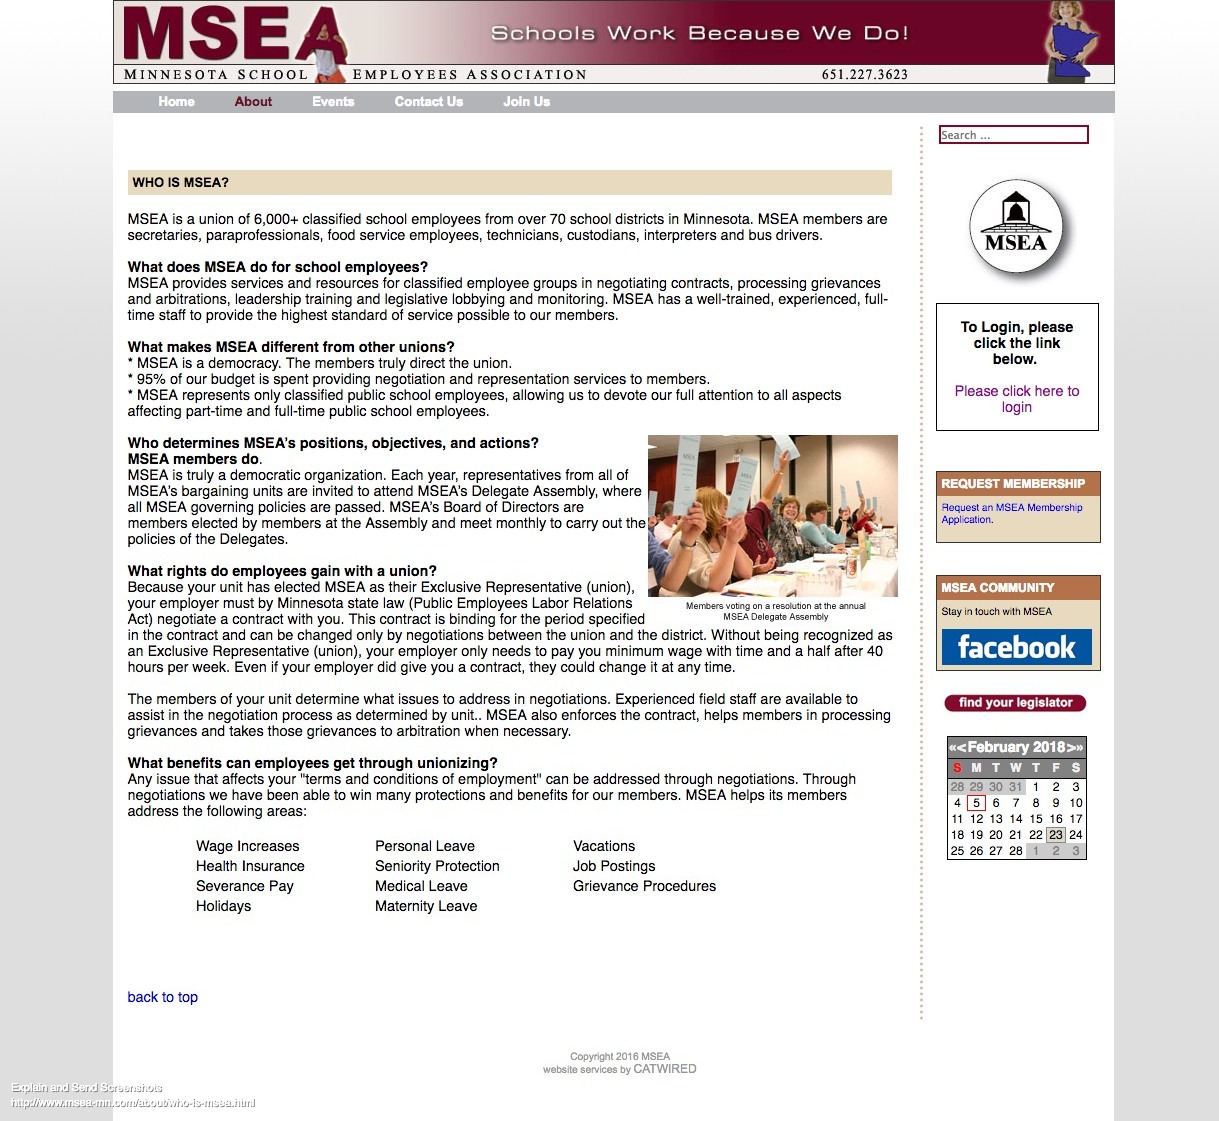 MSEA
Schools Work Because We Do!
MINNESOTA SCHOOL EMPLOYEES ASSOCIATION
651.227.3623
Home About Events Contact Us Join Us
Search ...
WHO IS MSEA?
MSEA is a union of 6,000+ classified school employees from over 70 school districts in Minnesota. MSEA members are
secretaries, paraprofessionals, food service employees, technicians, custodians, interpreters and bus drivers.
What does MSEA do for school employees?
MSEA provides services and resources for classified employee groups in negotiating contracts, processing grievances
and arbitrations, leadership training and legislative lobbying and monitoring. MSEA has a well-trained, experienced, full-
time staff to provide the highest standard of service possible to our members.
What makes MSEA different from other unions?
* MSEA is a democracy. The members truly direct the union.
* 95% of our budget is spent providing negotiation and representation services to members.
* MSEA represents only classified public school employees, allowing us to devote our full attention to all aspects
affecting part-time and full-time public school employees.
Who determines MSEA's positions, objectives, and actions?
MSEA members do.
MSEA is truly a democratic organization. Each year, representatives from all of
MSEA's bargaining units are invited to attend MSEA's Delegate Assembly, where
all MSEA governing policies are passed. MSEA's Board of Directors are
members elected by members at the Assembly and meet monthly to carry out the
policies of the Delegates.
Members voting on a resolution at the annual
MSEA Delegate Assembly
What rights do employees gain with a union?
Because your unit has elected MSEA as their Exclusive Representative (union),
your employer must by Minnesota state law (Public Employees Labor Relations
Act) negotiate a contract with you. This contract is binding for the period specified
in the contract and can be changed only by negotiations between the union and the district. Without being recognized as
an Exclusive Representative (union), your employer only needs to pay you minimum wage with time and a half after 40
hours per week. Even if your employer did give you a contract, they could change it at any time.
The members of your unit determine what issues to address in negotiations. Experienced field staff are available to
assist in the negotiation process as determined by unit.. MSEA also enforces the contract, helps members in processing
grievances and takes those grievances to arbitration when necessary.
What benefits can employees get through unionizing?
Any issue that affects your "terms and conditions of employment" can be addressed through negotiations. Through
negotiations we have been able to win many protections and benefits for our members. MSEA helps its members
address the following areas:
Wage Increases Personal Leave Vacations
Health Insurance Seniority Protection Job Postings
Severance Pay Medical Leave Grievance Procedures
Holidays Maternity Leave
back to top
MSEA
To Login, please
click the link
below.
Please click here to
login
REQUEST MEMBERSHIP
Request an MSEA Membership
Application.
MSEA COMMUNITY
Stay in touch with MSEA
facebook
find your legislator
«<February 2018>»
S M T W T F S
28 29 30 31 1 2 3
4 5 6 7 8 9 10
11 12 13 14 15 16 17
18 19 20 21 22 23 24
25 26 27 28 1 2 3
Copyright 2016 MSEA
website services by CATWIRED
Explain and Send Screenshots
http://www.msea-mn.com/about/who-is-msea.html